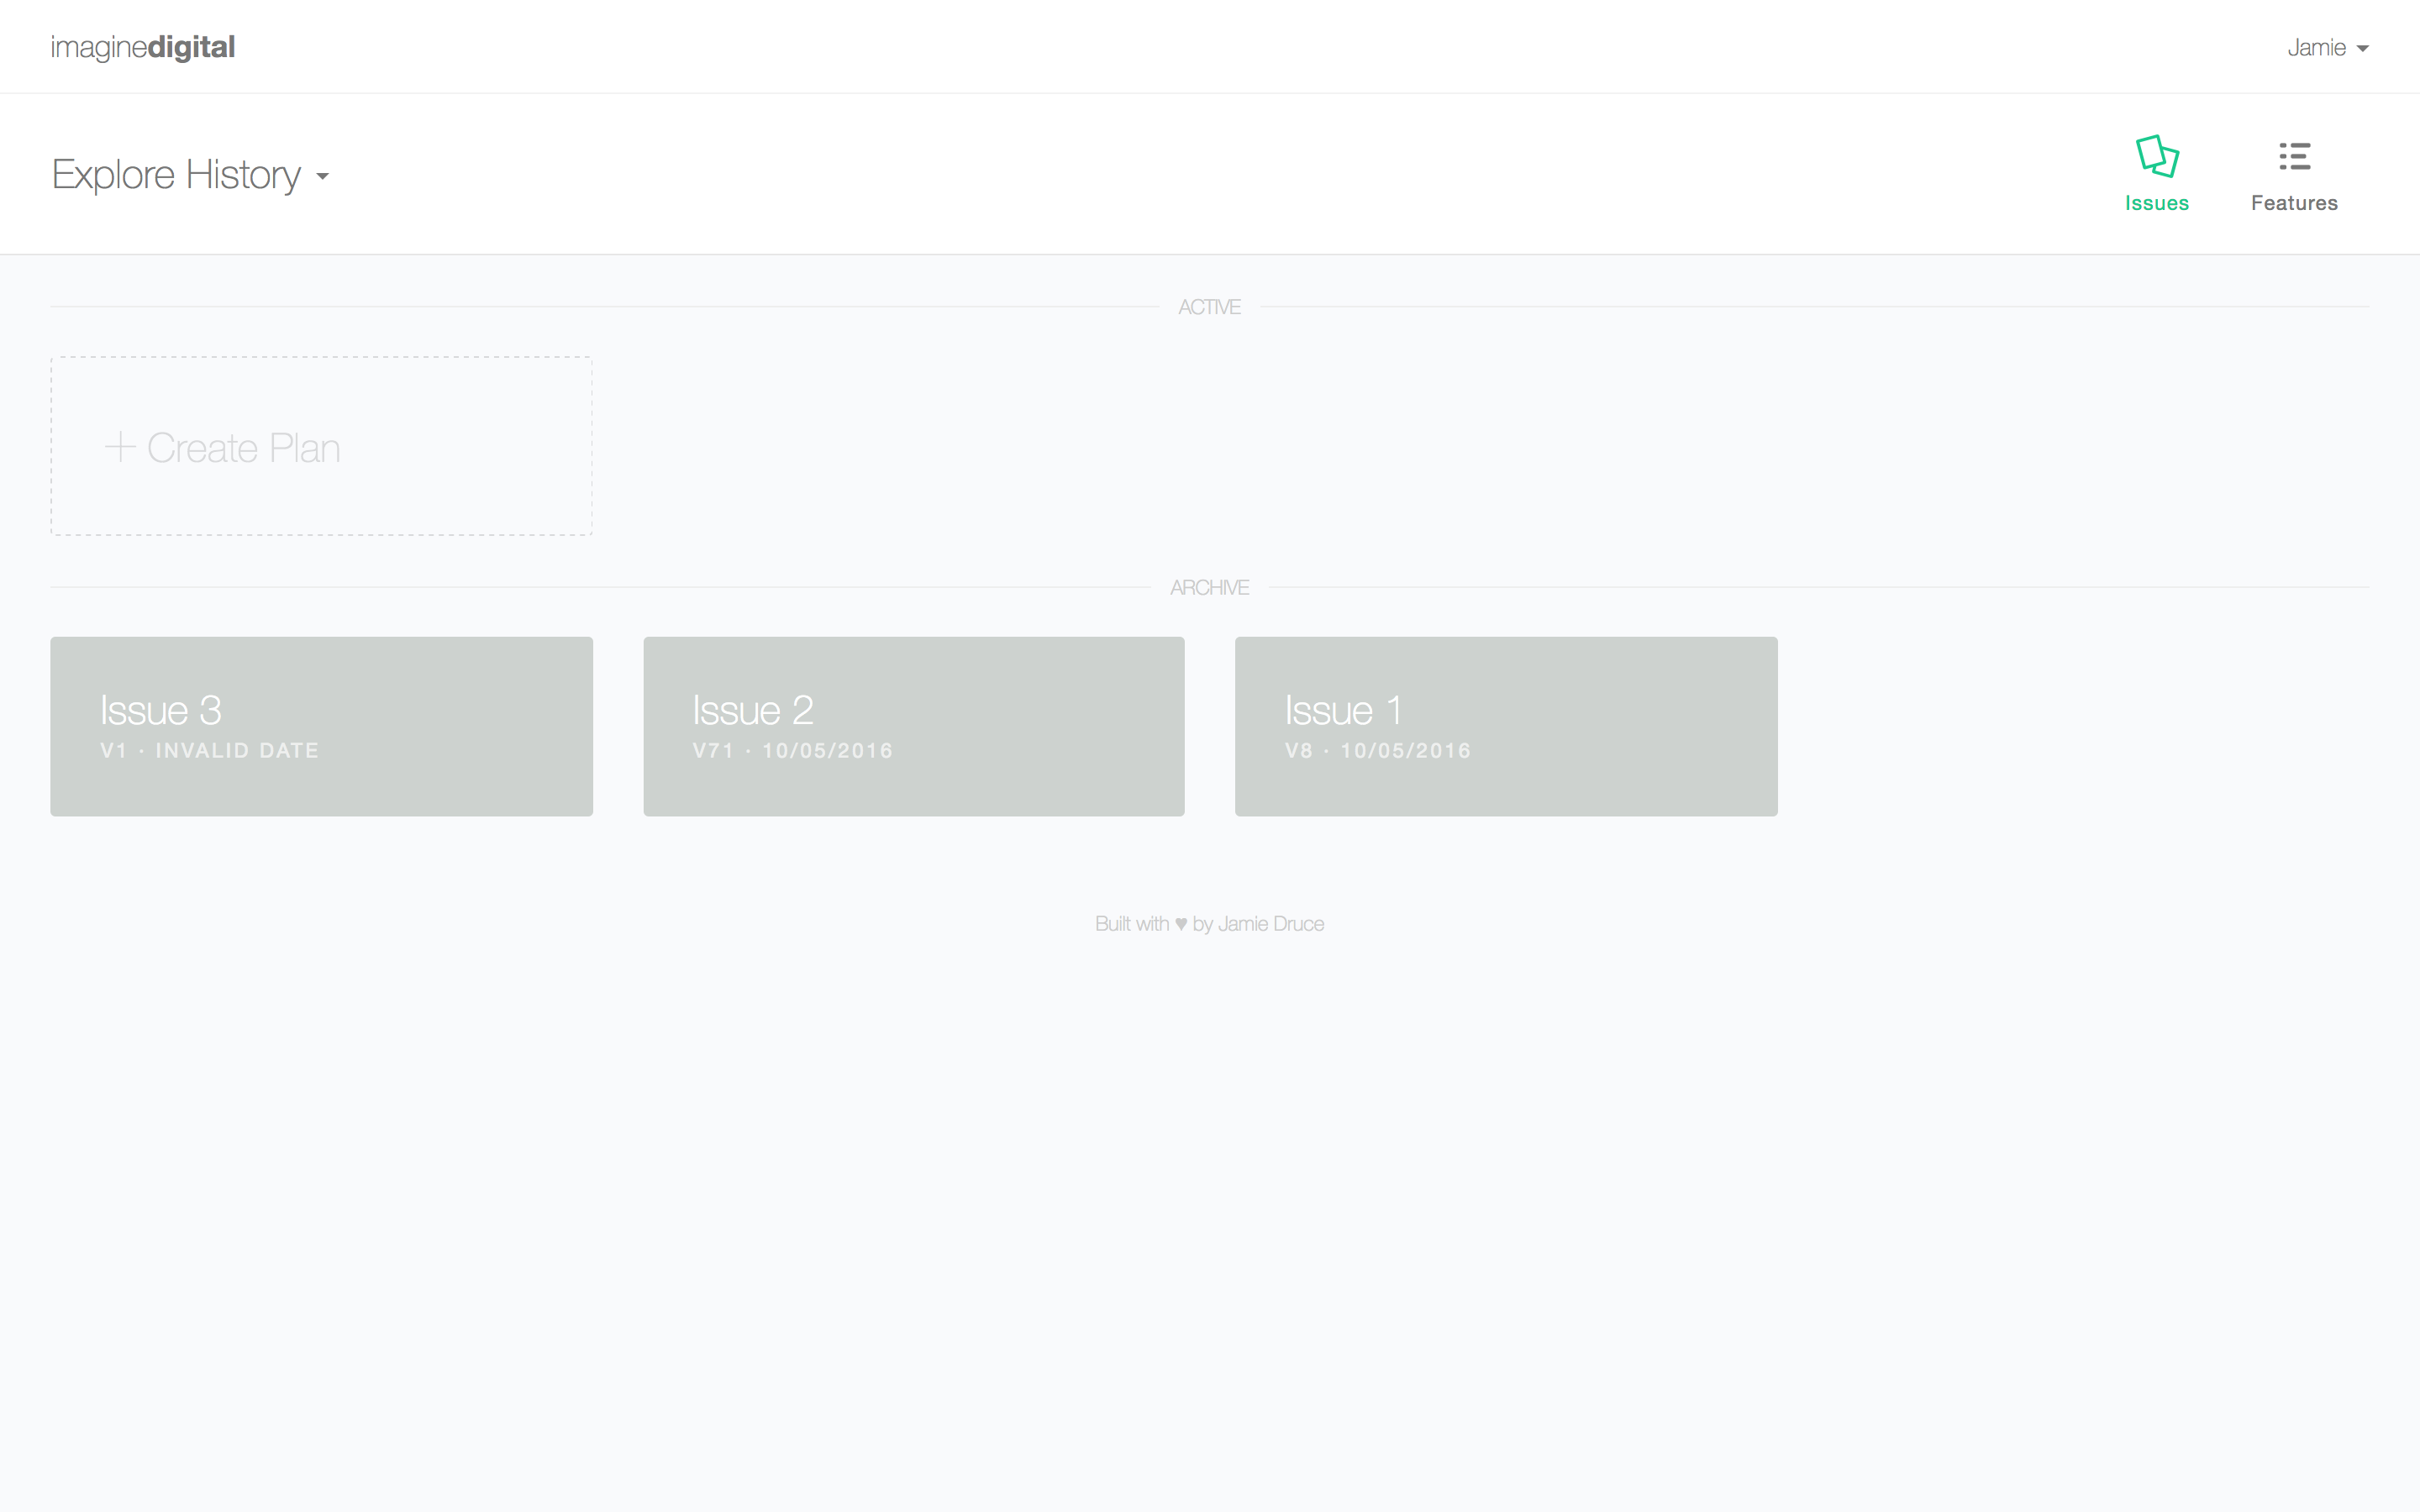 imaginedigital
Jamie
Explore History
Issues
Features
ACTIVE
+ Create Plan
ARCHIVE
Issue 3
V1 · INVALID DATE
Issue 2
V71 · 10/05/2016
Issue 1
V8 · 10/05/2016
Built with ♥ by Jamie Druce